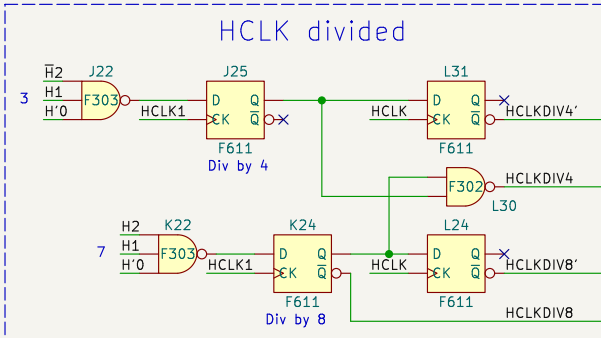 HCLK divided
H̅2
H1
H'0
3
J22
F303
HCLK1
J25
D
Q
CK
Q̅
F611
Div by 4
HCLK
L31
D
Q
CK
Q̅
F611
HCLKDIV4'
F302
L30
HCLKDIV4
H2
H1
H'0
7
K22
F303
HCLK1
K24
D
Q
CK
Q̅
F611
Div by 8
HCLK
L24
D
Q
CK
Q̅
F611
HCLKDIV8'
HCLKDIV8